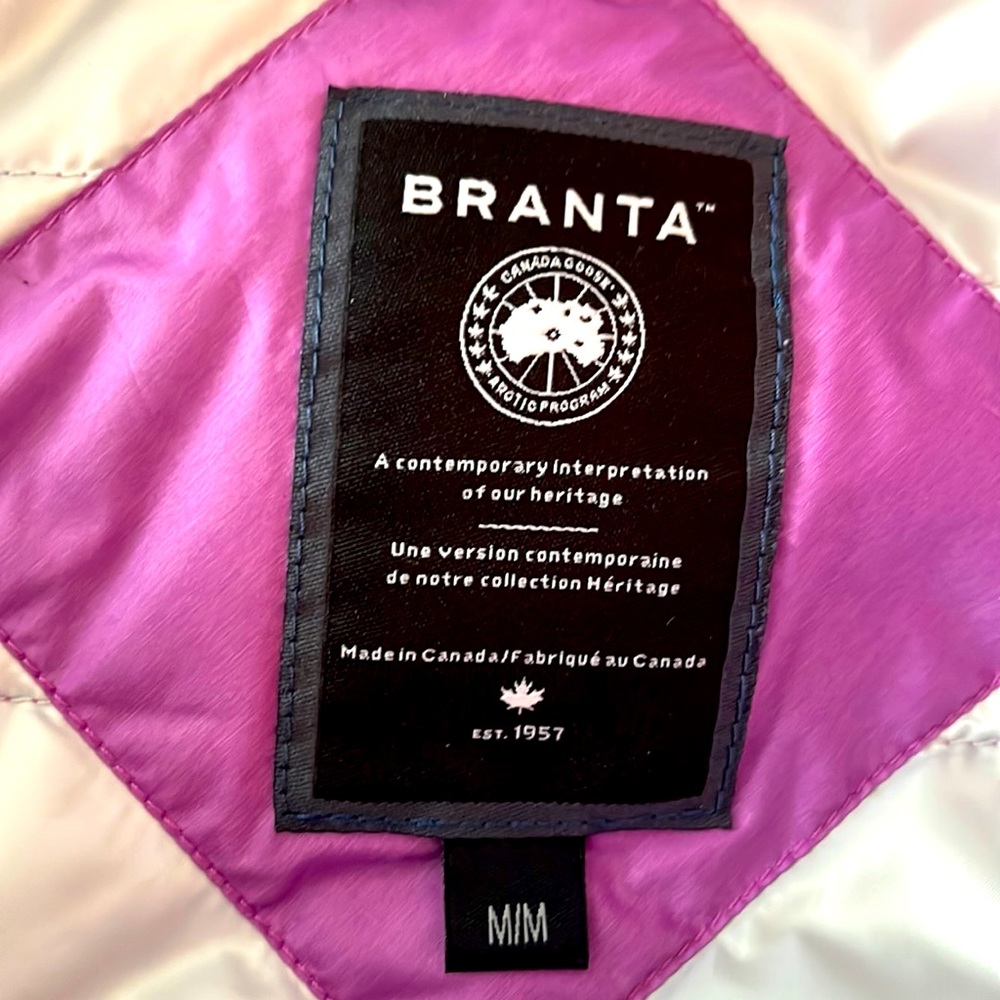 BRANTA™
CANADA GOOSE
ARCTIC PROGRAM
A contemporary interpretation
of our heritage
Une version contemporaine
de notre collection Héritage
Made in Canada/Fabriqué au Canada
EST. 1957
M/M